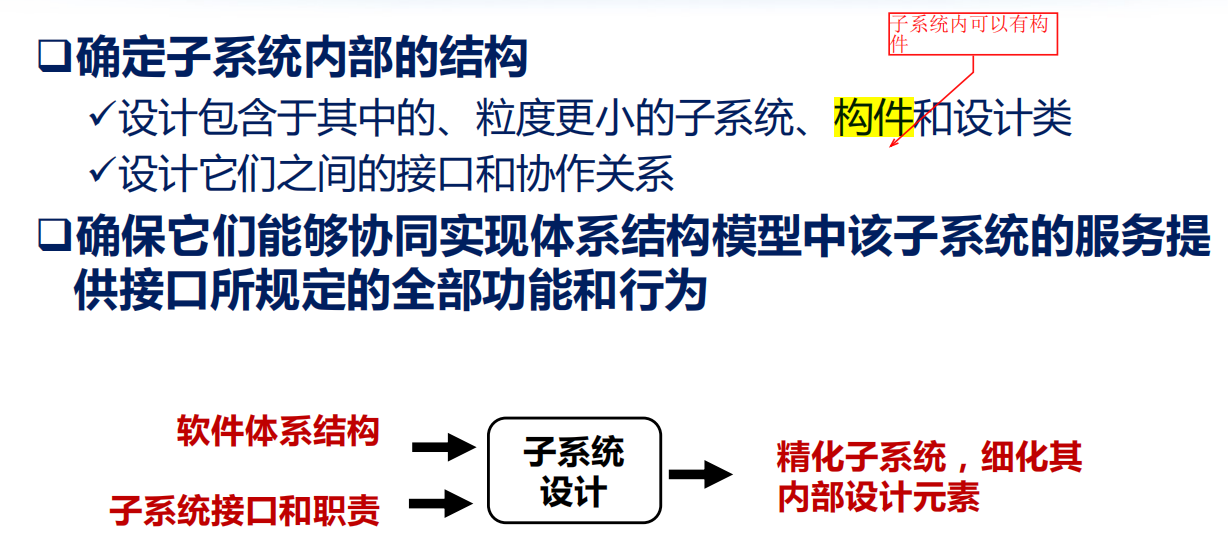 子系统内可以有构
件
❑确定子系统内部的结构
✓设计包含于其中的、粒度更小的子系统、构件和设计类
✓设计它们之间的接口和协作关系
❑确保它们能够协同实现体系结构模型中该子系统的服务提
供接口所规定的全部功能和行为
软件体系结构
子系统接口和职责
子系统
设计
精化子系统，细化其
内部设计元素